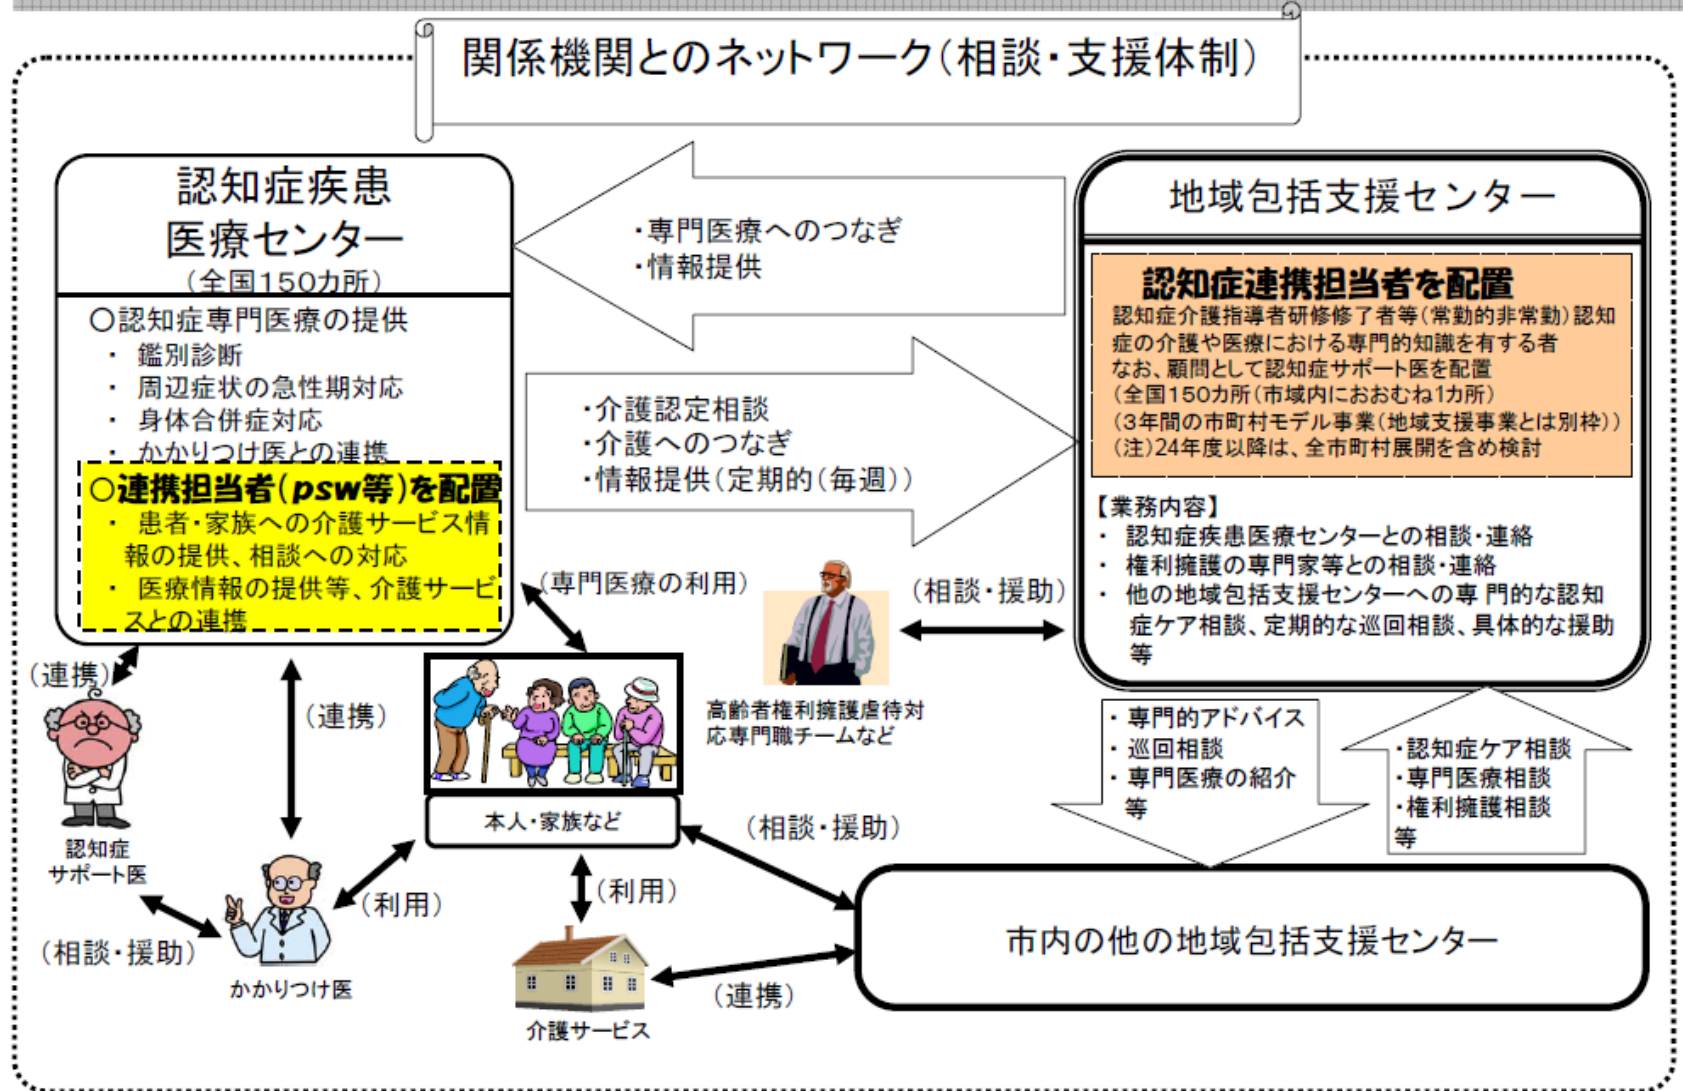 関係機関とのネットワーク(相談・支援体制)
認知症疾患
医療センター
(全国150カ所)
○認知症専門医療の提供
・ 鑑別診断
・ 周辺症状の急性期対応
・ 身体合併症対応
・ かかりつけ医との連携
○連携担当者(psw等)を配置
・ 患者・家族への介護サービス情
報の提供、相談への対応
・ 医療情報の提供等、介護サービ
スとの連携
・専門医療へのつなぎ
・情報提供
・介護認定相談
・介護へのつなぎ
・情報提供(定期的(毎週))
地域包括支援センター
認知症連携担当者を配置
認知症介護指導者研修修了者等(常勤的非常勤)認知
症の介護や医療における専門的知識を有する者
なお、顧問として認知症サポート医を配置
(全国150カ所(市域内におおむね1カ所)
(3年間の市町村モデル事業(地域支援事業とは別枠))
(注)24年度以降は、全市町村展開を含め検討
【業務内容】
・ 認知症疾患医療センターとの相談・連絡
・ 権利擁護の専門家等との相談・連絡
・ 他の地域包括支援センターへの専 門的な認知
症ケア相談、定期的な巡回相談、具体的な援助
等
(専門医療の利用)
(相談・援助)
高齢者権利擁護虐待対
応専門職チームなど
(連携)
(連携)
認知症
サポート医
(相談・援助)
かかりつけ医
(利用)
本人・家族など
(利用)
介護サービス
(相談・援助)
(連携)
・ 専門的アドバイス
・ 巡回相談
・ 専門医療の紹介
等
・認知症ケア相談
・専門医療相談
・権利擁護相談
等
市内の他の地域包括支援センター